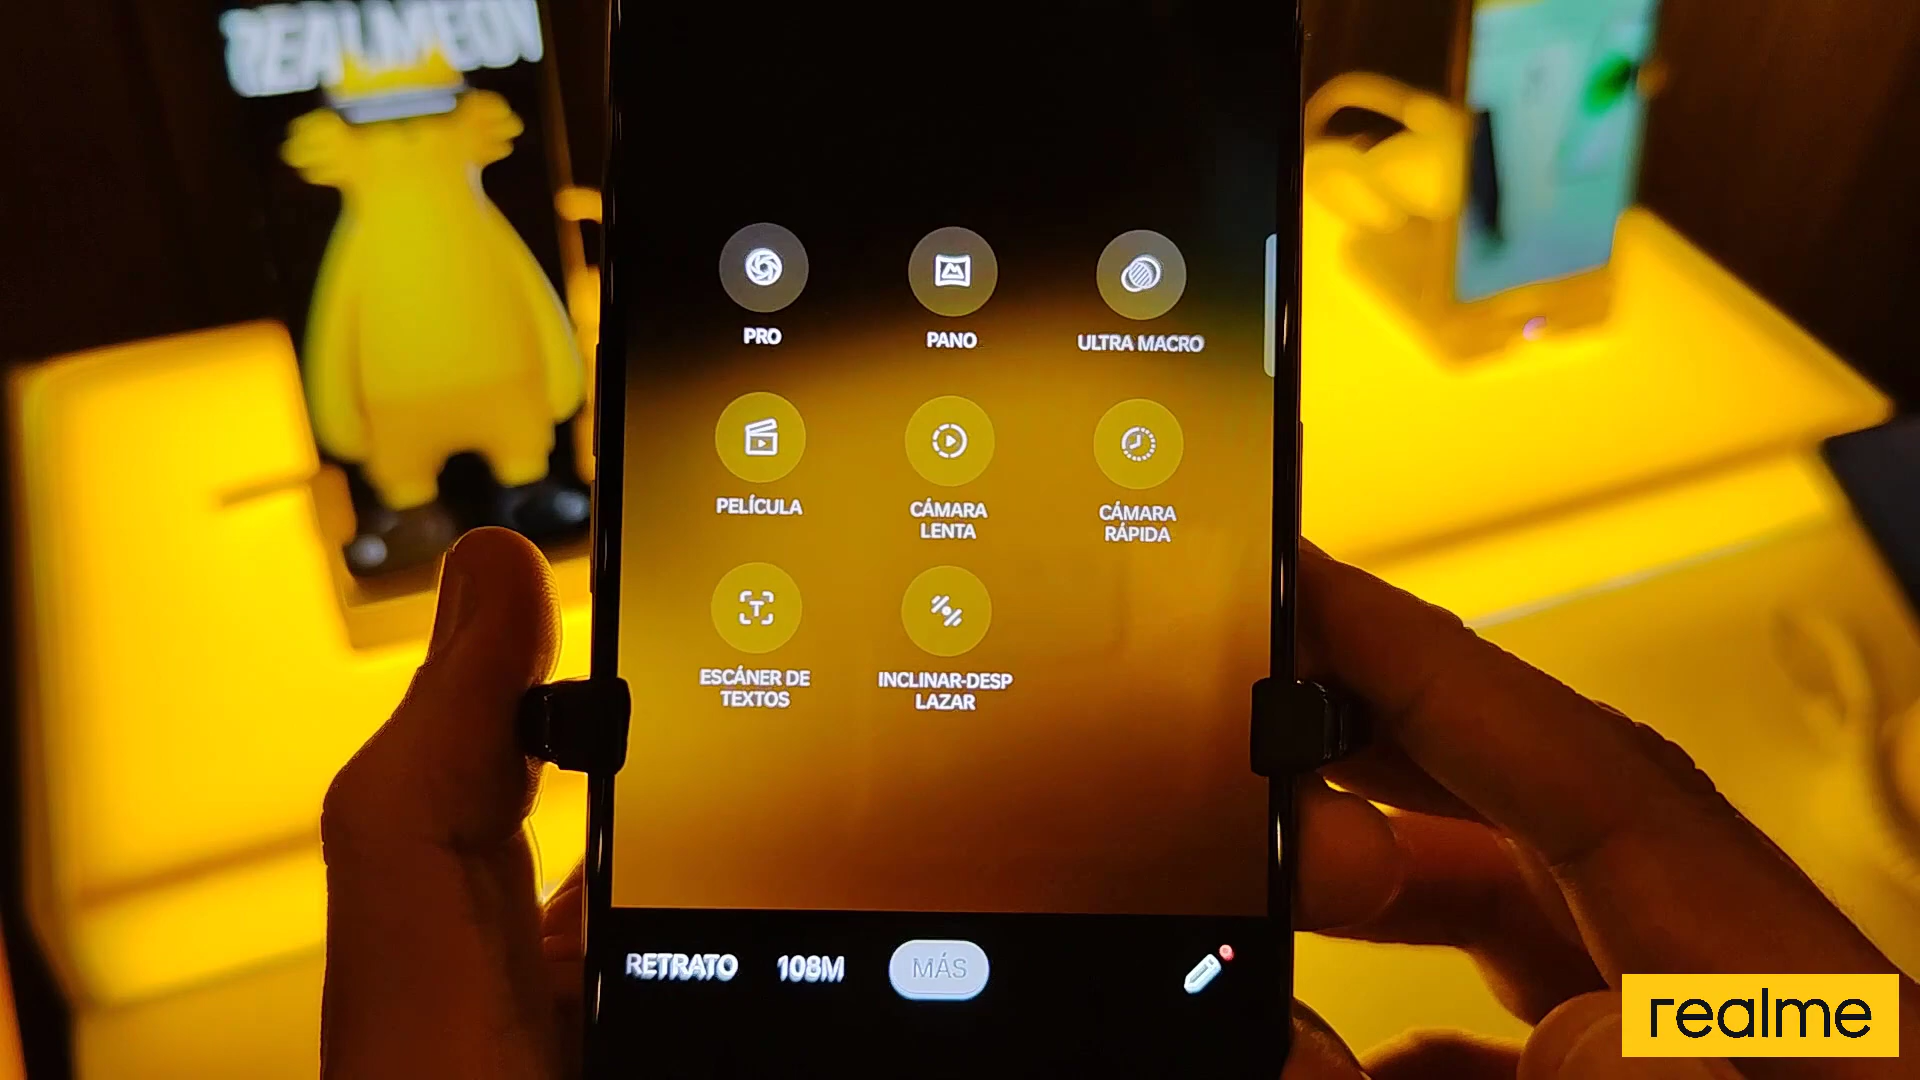 REALMEOW
PRO
PANO
ULTRA MACRO
PELÍCULA
CÁMARA
LENTA
CÁMARA
RÁPIDA
ESCÁNER DE
TEXTOS
INCLINAR-DESP
LAZAR
RETRATO
108M
MÁS
realme